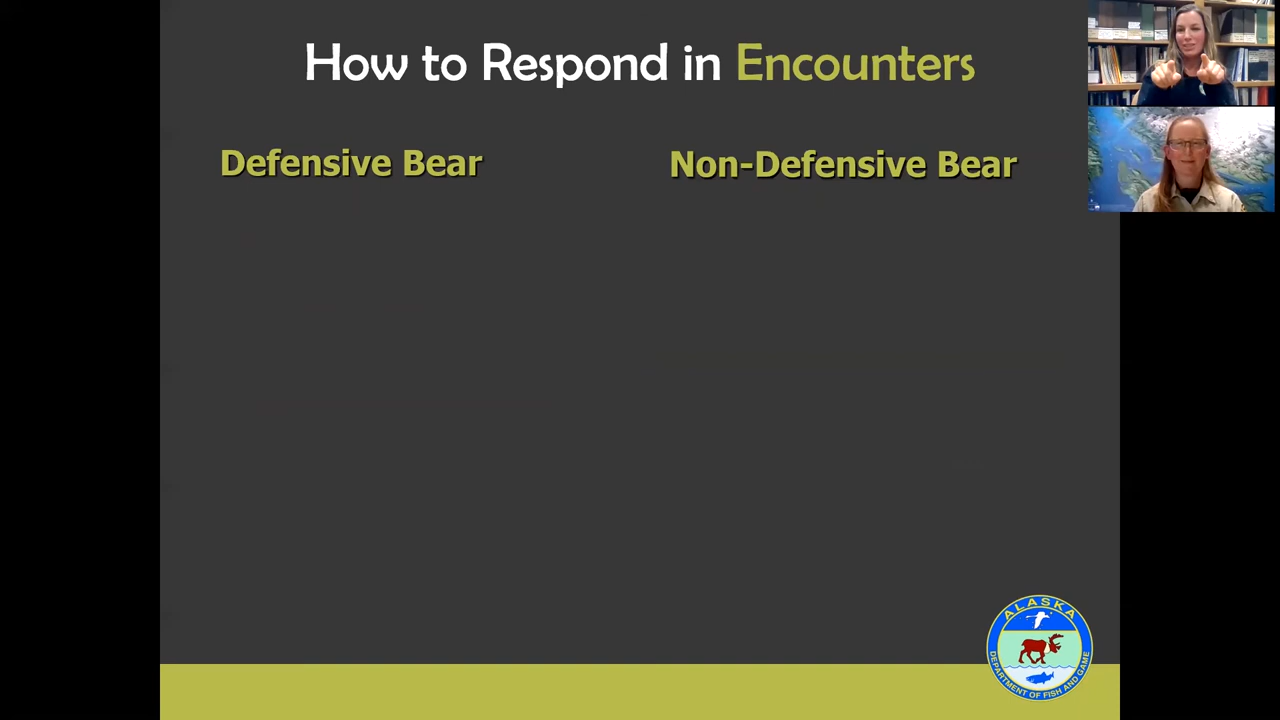 How to Respond in Encounters
Defensive Bear
Non-Defensive Bear
ALASKA
DEPARTMENT OF FISH AND GAME